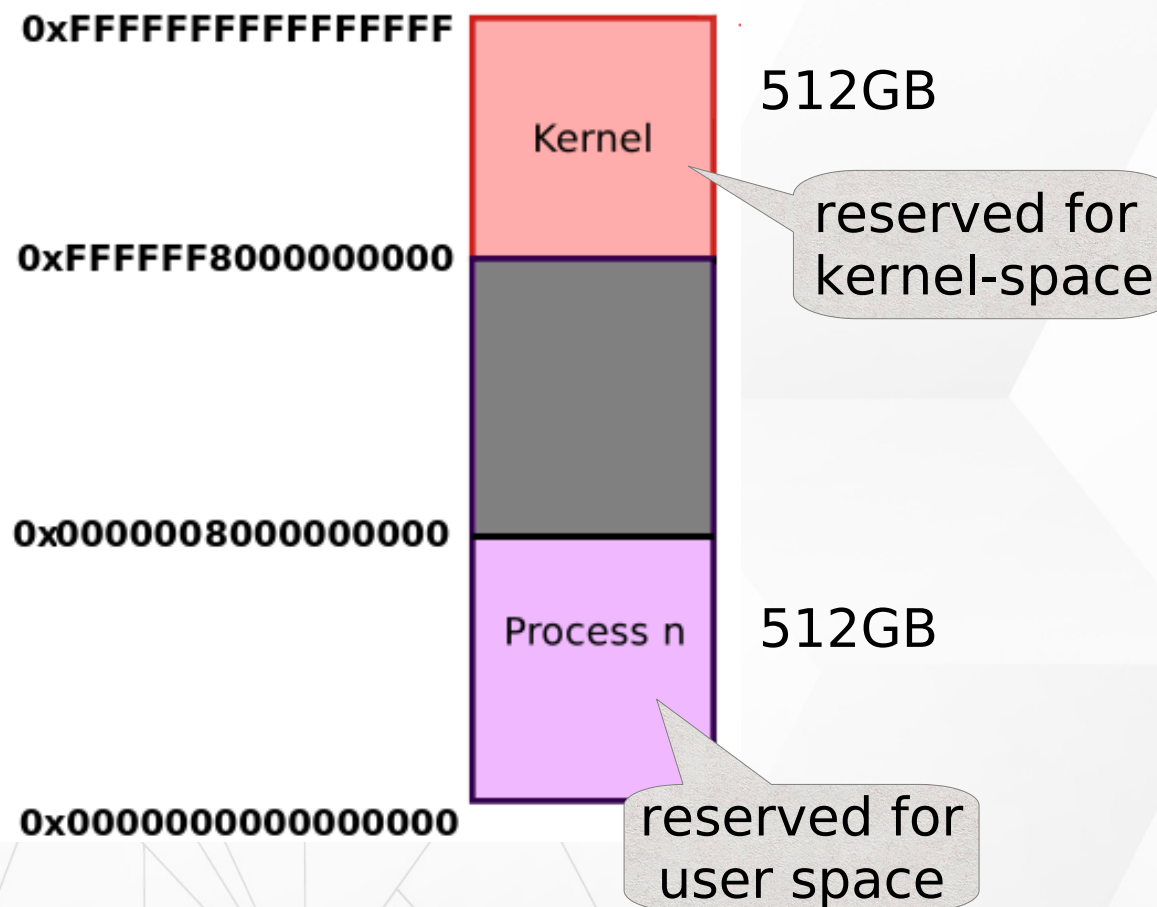 0xFFFFFFFFFFFFFFFF
512GB
Kernel
reserved for
kernel-space
0xFFFFFF8000000000
0x0000008000000000
Process n
512GB
reserved for
user space
0x0000000000000000